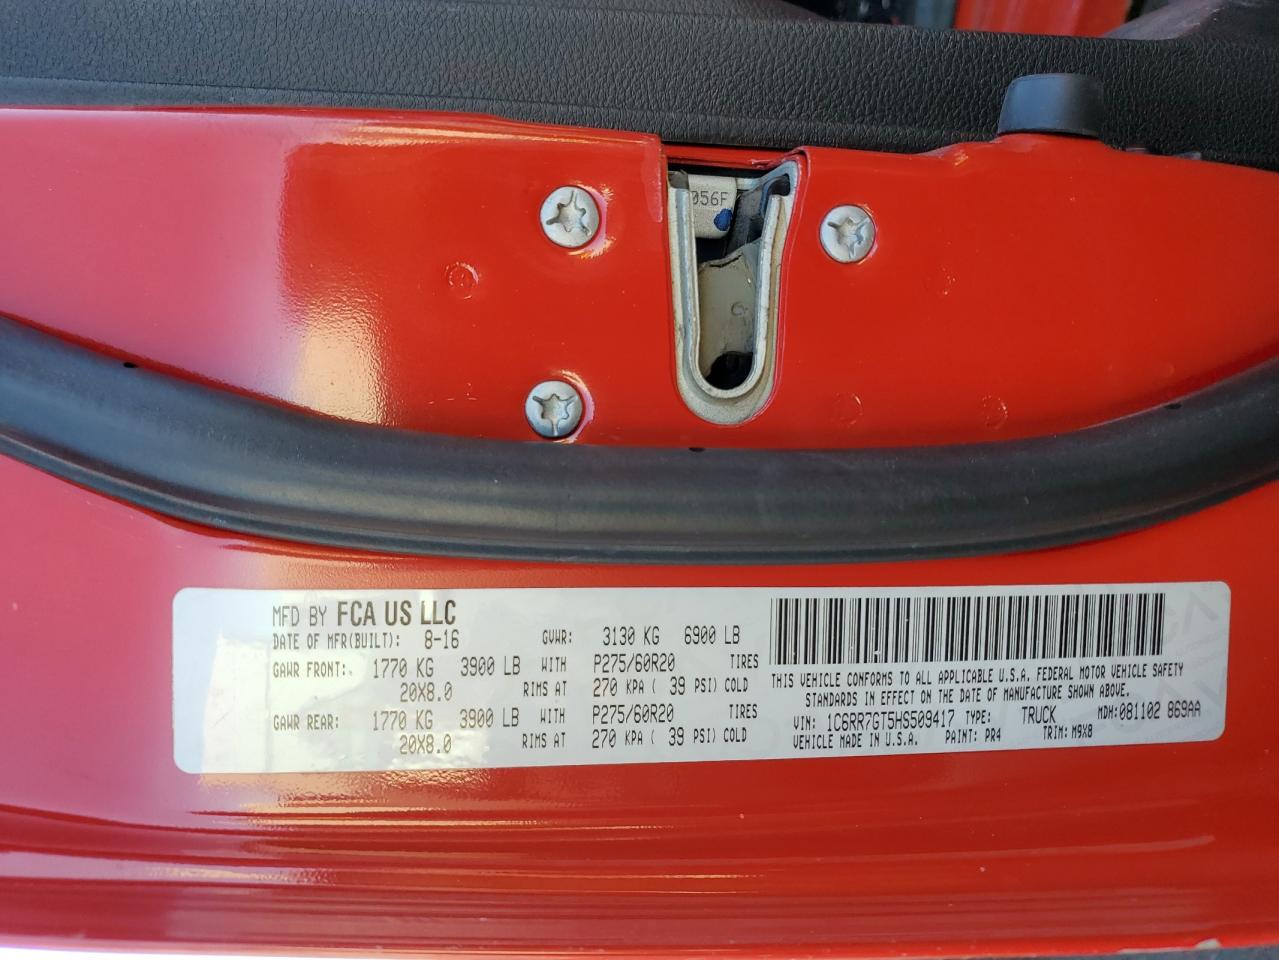 056F
MFD BY FCA US LLC
DATE OF MFR(BUILT): 8-16 GVWR: 3130 KG 6900 LB
GAWR FRONT: 1770 KG 3900 LB WITH P275/60R20 TIRES
20X8.0 RIMS AT 270 KPA ( 39 PSI) COLD
GAWR REAR: 1770 KG 3900 LB WITH P275/60R20 TIRES
20X8.0 RIMS AT 270 KPA ( 39 PSI) COLD
THIS VEHICLE CONFORMS TO ALL APPLICABLE U.S.A. FEDERAL MOTOR VEHICLE SAFETY
STANDARDS IN EFFECT ON THE DATE OF MANUFACTURE SHOWN ABOVE.
VIN: 1C6RR7GT5HS509417 TYPE: TRUCK MDH: 081102 869AA
VEHICLE MADE IN U.S.A. PAINT: PR4 TRIM: M9X8